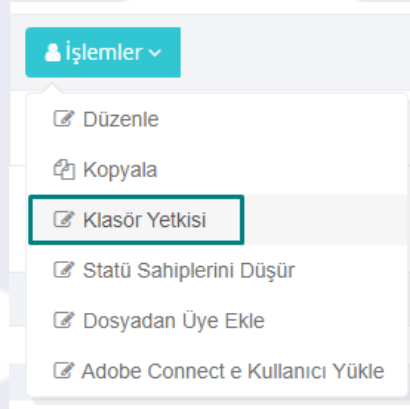 İşlemler
Düzenle
Kopyala
Klasör Yetkisi
Statü Sahiplerini Düşür
Dosyadan Üye Ekle
Adobe Connect e Kullanıcı Yükle